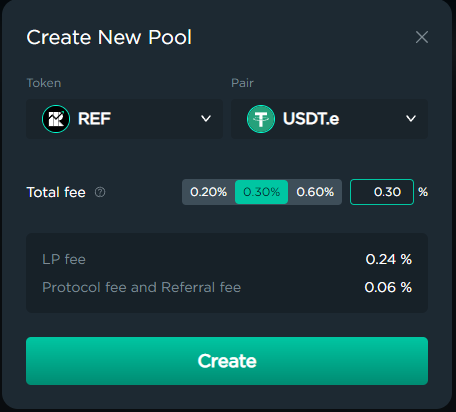 Create New Pool
Token Pair
REF USDT.e
Total fee 0.20% 0.30% 0.60% 0.30 %
LP fee 0.24 %
Protocol fee and Referral fee 0.06 %
Create